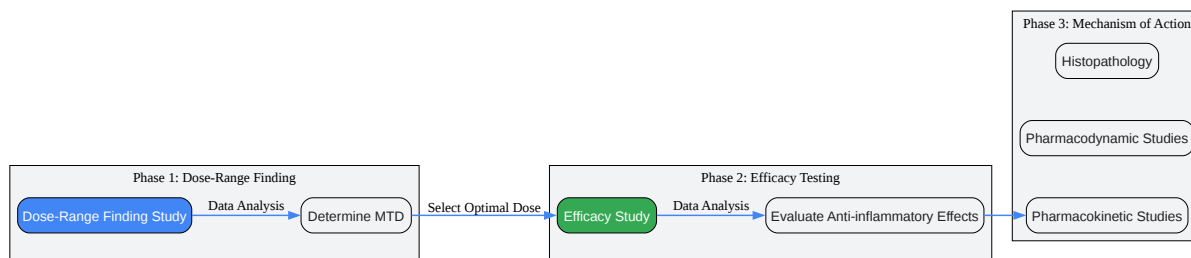 Phase 1: Dose-Range Finding
Dose-Range Finding Study
Data Analysis
Determine MTD
Select Optimal Dose
Phase 2: Efficacy Testing
Efficacy Study
Data Analysis
Evaluate Anti-inflammatory Effects
Phase 3: Mechanism of Action
Histopathology
Pharmacodynamic Studies
Pharmacokinetic Studies